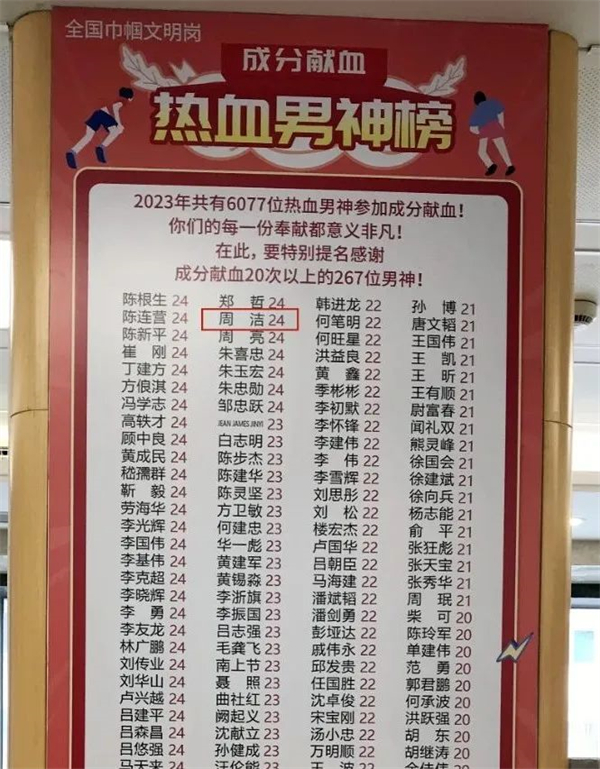 全国巾帼文明岗
成分献血
热血男神榜
2023年共有6077位热血男神参加成分献血！
你们的每一份奉献都意义非凡！
在此，要特别提名感谢
成分献血20次以上的267位男神！
陈根生 24 郑 哲 24 韩进龙 22 孙 博 21
陈连营 24 周 洁 24 何笔明 22 唐文韬 21
陈新平 24 周 亮 24 何旺星 22 王国伟 21
崔 刚 24 朱喜忠 24 洪益良 22 王 凯 21
丁建方 24 朱玉宏 24 黄 鑫 22 王 昕 21
方俍淇 24 朱忠勋 24 季彬彬 22 王有顺 21
冯学志 24 邹忠跃 24 李初默 22 尉富春 21
高轶才 24 JEAN JAMES JINYI 23 李怀锋 22 闻礼双 21
顾中良 24 白志明 23 李建伟 22 熊灵峰 21
黄成民 24 陈步杰 23 李 伟 22 徐国会 21
嵇孺群 24 陈建华 23 李雪辉 22 徐建斌 21
靳 毅 24 陈灵坚 23 刘思彤 22 徐向兵 21
劳海华 24 方卫敏 23 刘 松 22 杨志能 21
李光辉 24 何建忠 23 楼宏杰 22 俞 平 21
李国伟 24 华一彪 23 卢国华 22 张狂彪 21
李基伟 24 黄建军 23 吕朝臣 22 张天宝 21
李克超 24 黄锡淼 23 马海建 22 张秀华 21
李晓辉 24 李浙旗 23 潘斌韬 22 周 珉 21
李 勇 24 李振国 23 潘剑勇 22 柴 可 20
李友龙 24 吕志强 23 彭垭达 22 陈玲军 20
林广鹏 24 毛龚飞 23 戚伟永 22 单建伟 20
刘传业 24 南上节 23 邱发贵 22 范 勇 20
刘华山 24 聂 照 23 任国胜 22 郭君鹏 20
卢兴越 24 曲社红 23 沈卓俊 22 何承波 20
吕建平 24 阙起义 23 宋宝刚 22 洪跃强 20
吕森昌 24 沈献立 23 汤小忠 22 胡 东 20
吕悠强 24 孙健成 23 万明顺 22 胡继涛 20
马天来 24 汪伦能 23 王 波 22